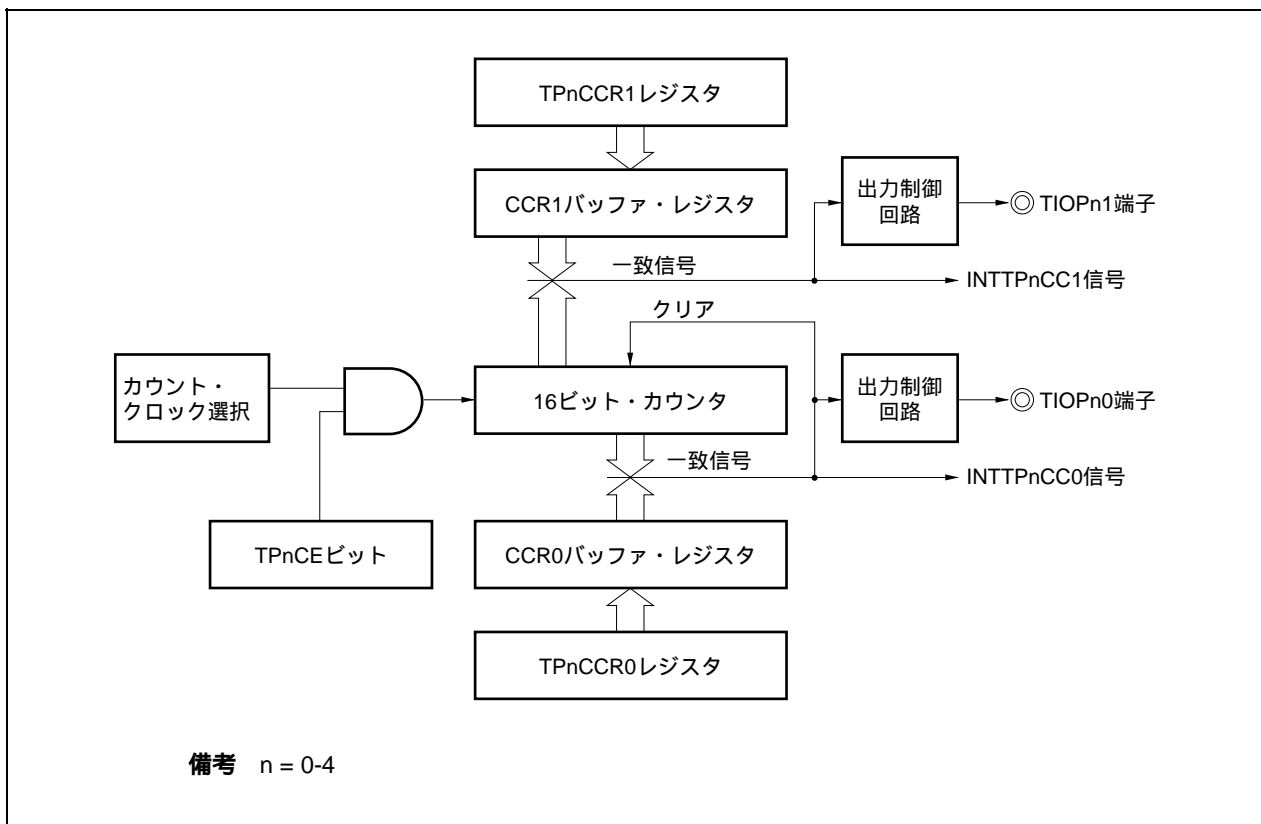 TPnCCR1レジスタ
CCR1バッファ・レジスタ
出力制御
回路
TIOPn1端子
一致信号
INTTPnCC1信号
クリア
カウント・
クロック選択
16ビット・カウンタ
出力制御
回路
TIOPn0端子
一致信号
INTTPnCC0信号
TPnCEビット
CCR0バッファ・レジスタ
TPnCCR0レジスタ
備考 n = 0-4